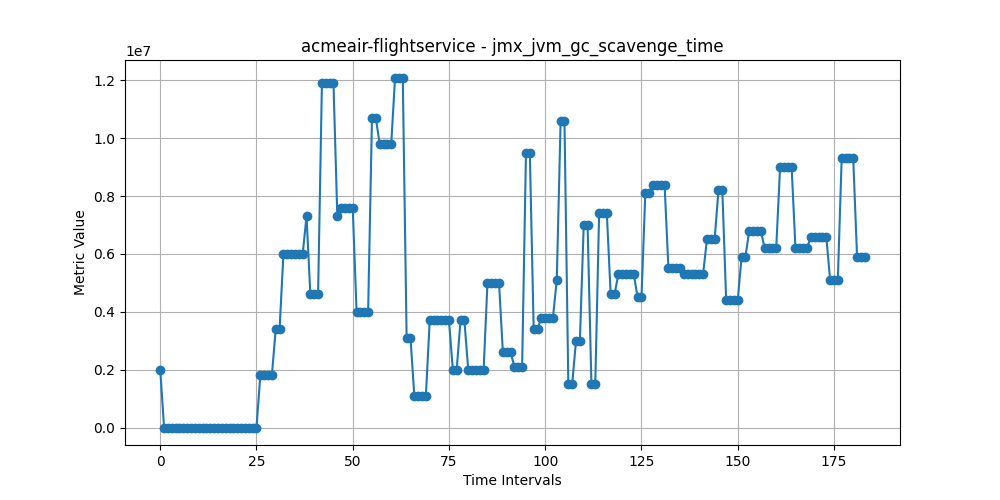 acmeair-flightservice - jmx_jvm_gc_scavenge_time
1e7
1.2
1.0
0.8
0.6
0.4
0.2
0.0
Metric Value
0 25 50 75 100 125 150 175
Time Intervals